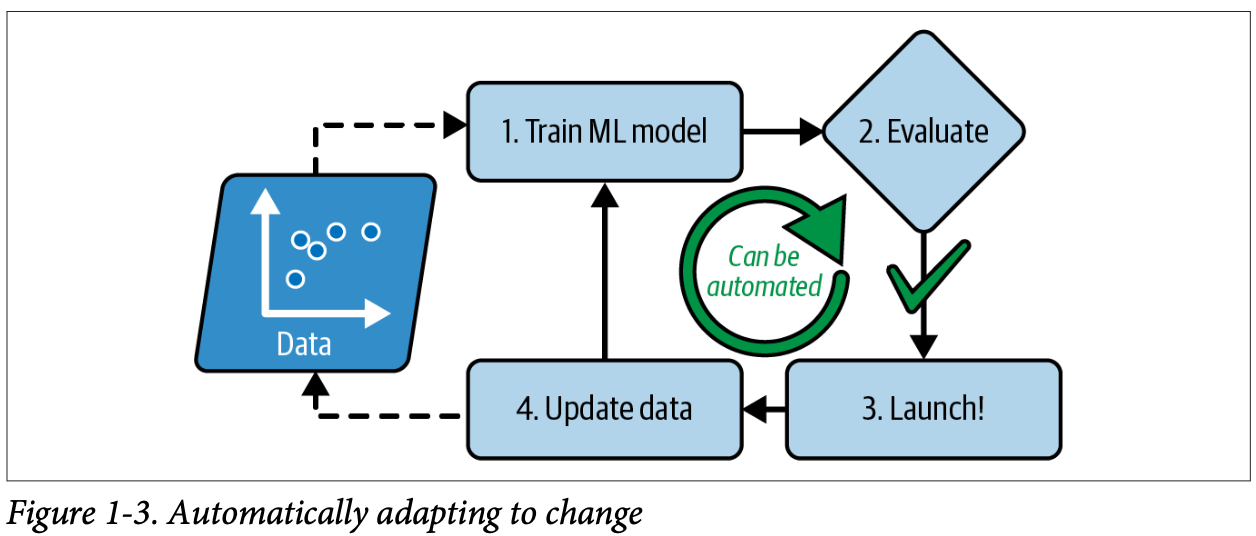 1. Train ML model
2. Evaluate
Can be
automated
Data
4. Update data
3. Launch!
Figure 1-3. Automatically adapting to change